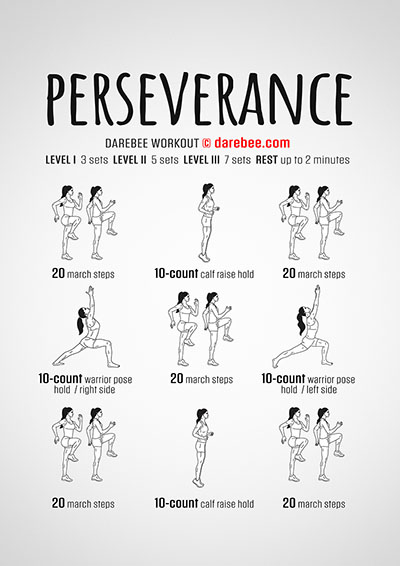 PERSEVERANCE
DAREBEE WORKOUT © darebee.com
LEVEL I 3 sets LEVEL II 5 sets LEVEL III 7 sets REST up to 2 minutes
20 march steps
10-count calf raise hold
20 march steps
10-count warrior pose
hold / right side
20 march steps
10-count warrior pose
hold / left side
20 march steps
10-count calf raise hold
20 march steps